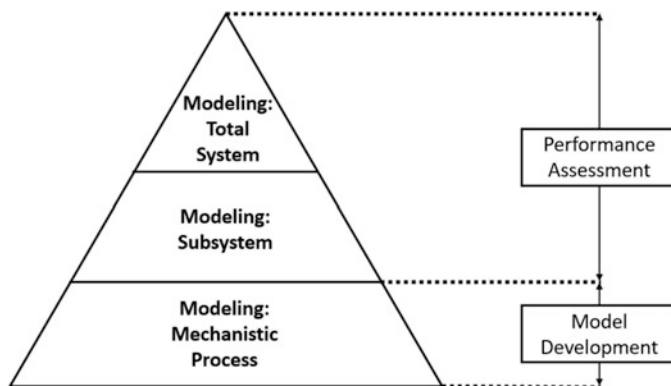 Modeling:
Total
System
Performance
Assessment
Modeling:
Subsystem
Modeling:
Mechanistic
Process
Model
Development